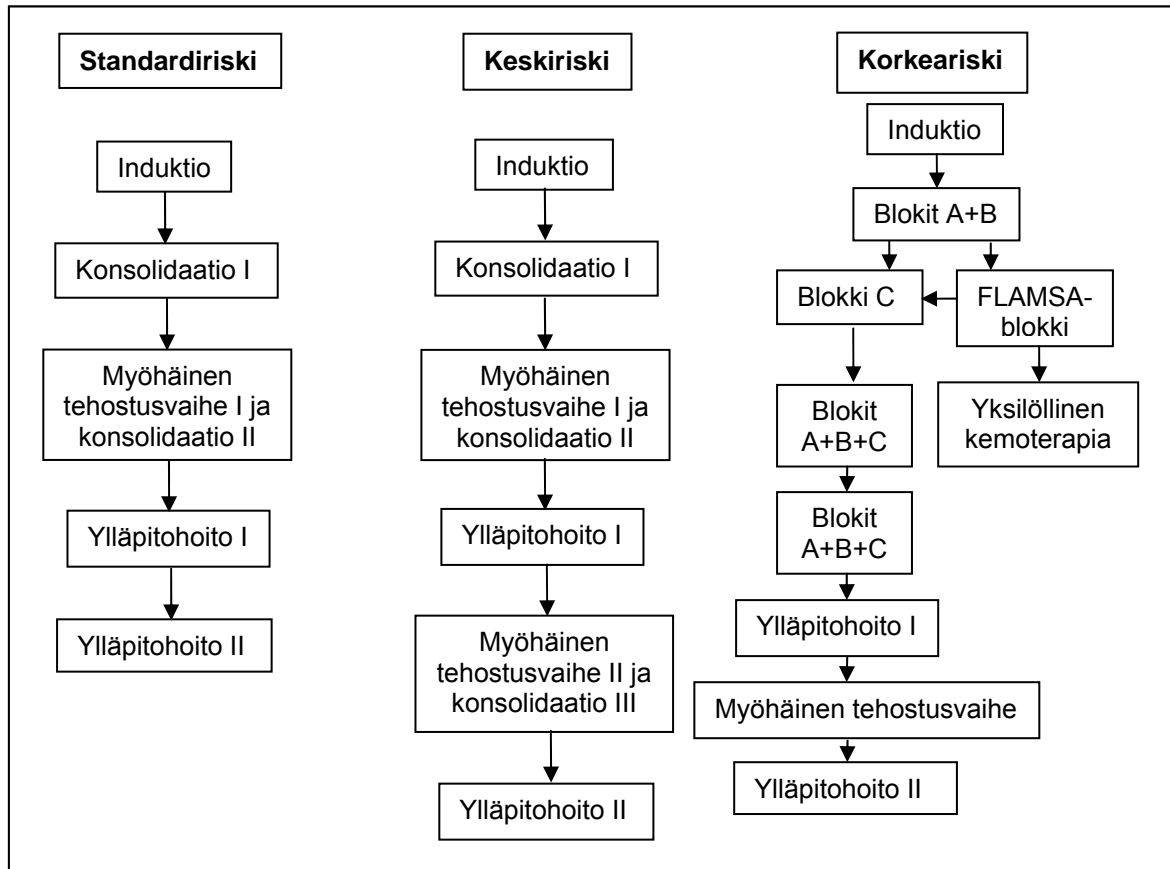 Standardiriski
Induktio
Konsolidaatio I
Myöhäinen
tehostusvaihe I ja
konsolidaatio II
Ylläpitohoito I
Ylläpitohoito II
Keskiriski
Induktio
Konsolidaatio I
Myöhäinen
tehostusvaihe I ja
konsolidaatio II
Ylläpitohoito I
Myöhäinen
tehostusvaihe II ja
konsolidaatio III
Ylläpitohoito II
Korkeariski
Induktio
Blokit A+B
Blokki C
FLAMSA-
blokki
Yksilöllinen
kemoterapia
Blokit
A+B+C
Blokit
A+B+C
Ylläpitohoito I
Myöhäinen tehostusvaihe
Ylläpitohoito II